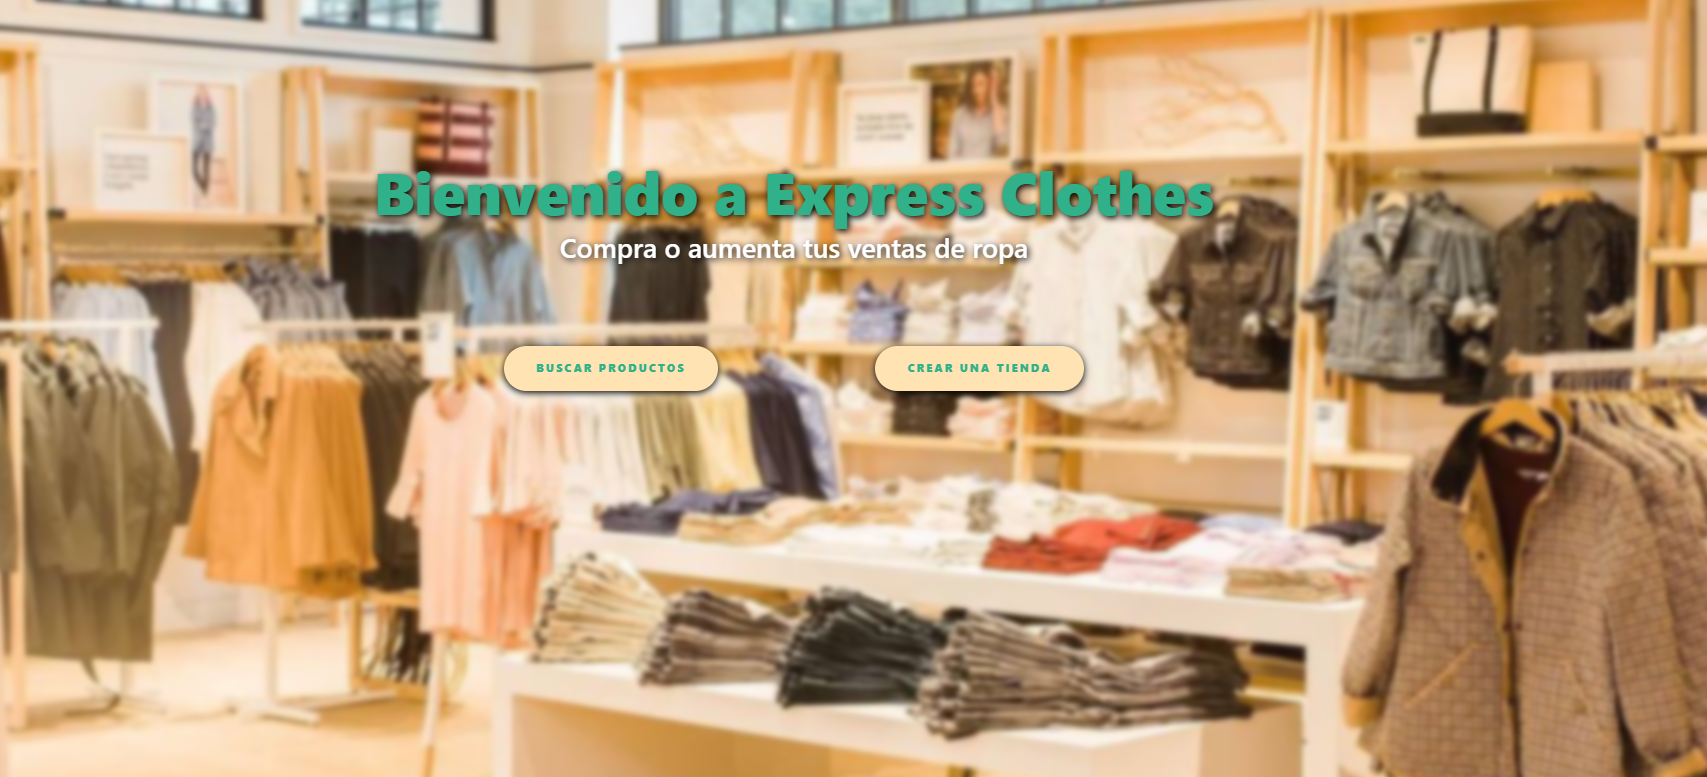 Bienvenido a Express Clothes
Compra o aumenta tus ventas de ropa
BUSCAR PRODUCTOS
CREAR UNA TIENDA